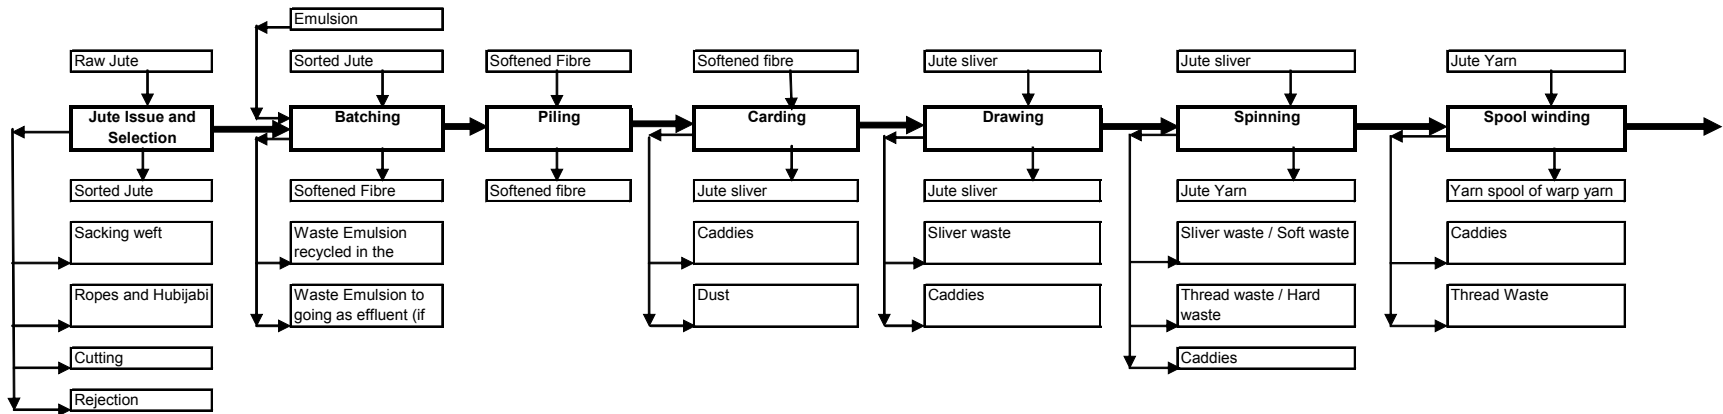 Emulsion
Raw Jute
Sorted Jute
Softened Fibre
Softened fibre
Jute sliver
Jute sliver
Jute Yarn
Jute Issue and
Selection
Batching
Piling
Carding
Drawing
Spinning
Spool winding
Sorted Jute
Softened Fibre
Softened fibre
Jute sliver
Jute sliver
Jute Yarn
Yarn spool of warp yarn
Sacking weft
Waste Emulsion
recycled in the
Caddies
Sliver waste
Sliver waste / Soft waste
Caddies
Ropes and Hubijabi
Waste Emulsion to
going as effluent (if
Dust
Caddies
Thread waste / Hard
waste
Thread Waste
Cutting
Caddies
Rejection